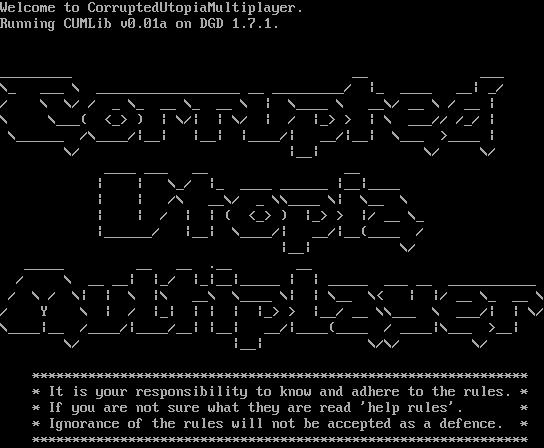 Welcome to CorruptedUtopiaMultiplayer.
Running CUMLib v0.01a on DGD 1.7.1.
Corrupted
Utopia
Multiplayer
************************************************************
* It is your responsibility to know and adhere to the rules. *
* If you are not sure what they are read 'help rules'. *
* Ignorance of the rules will not be accepted as a defence. *
************************************************************